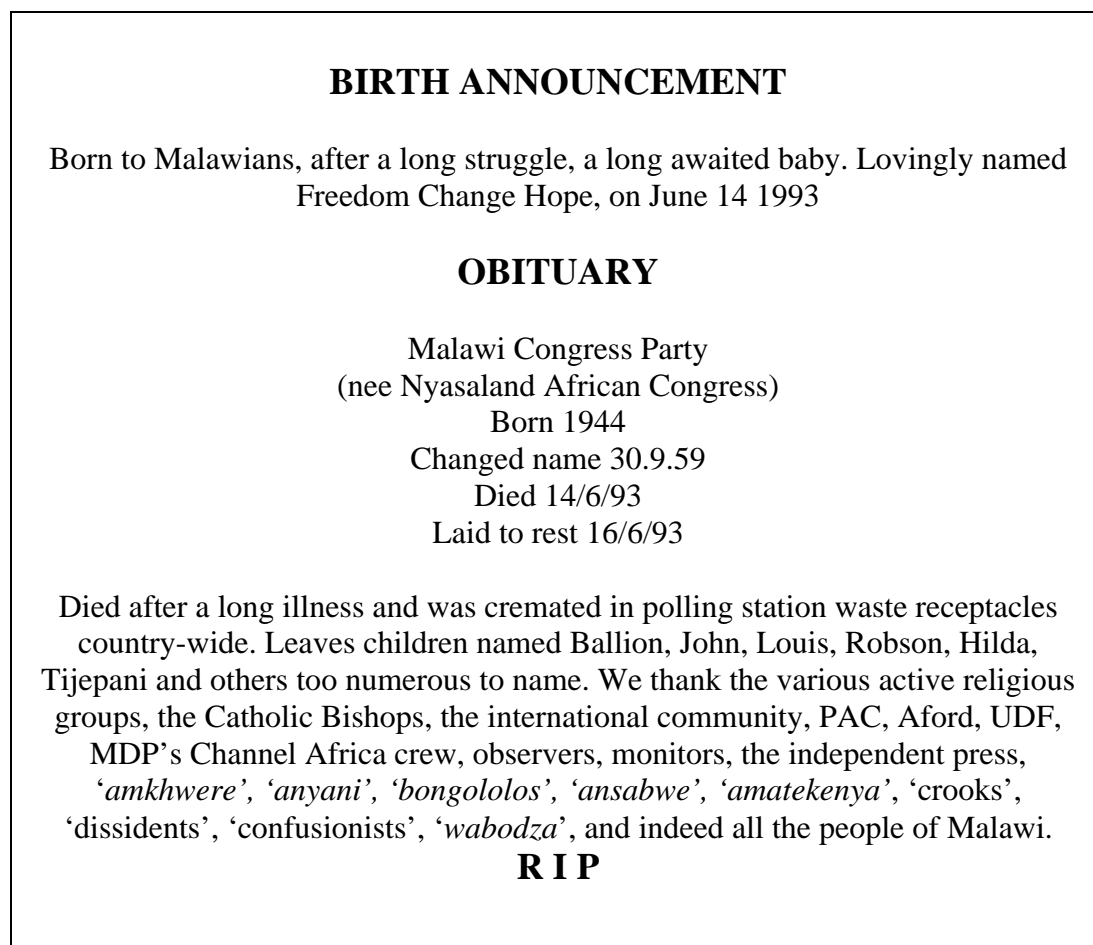 BIRTH ANNOUNCEMENT
Born to Malawians, after a long struggle, a long awaited baby. Lovingly named
Freedom Change Hope, on June 14 1993
OBITUARY
Malawi Congress Party
(nee Nyasaland African Congress)
Born 1944
Changed name 30.9.59
Died 14/6/93
Laid to rest 16/6/93
Died after a long illness and was cremated in polling station waste receptacles
country-wide. Leaves children named Ballion, John, Louis, Robson, Hilda,
Tijepani and others too numerous to name. We thank the various active religious
groups, the Catholic Bishops, the international community, PAC, Aford, UDF,
MDP’s Channel Africa crew, observers, monitors, the independent press,
‘amkhwere’, ‘anyani’, ‘bongololos’, ‘ansabwe’, ‘amatekenya’, ‘crooks’,
‘dissidents’, ‘confusionists’, ‘wabodza’, and indeed all the people of Malawi.
R I P